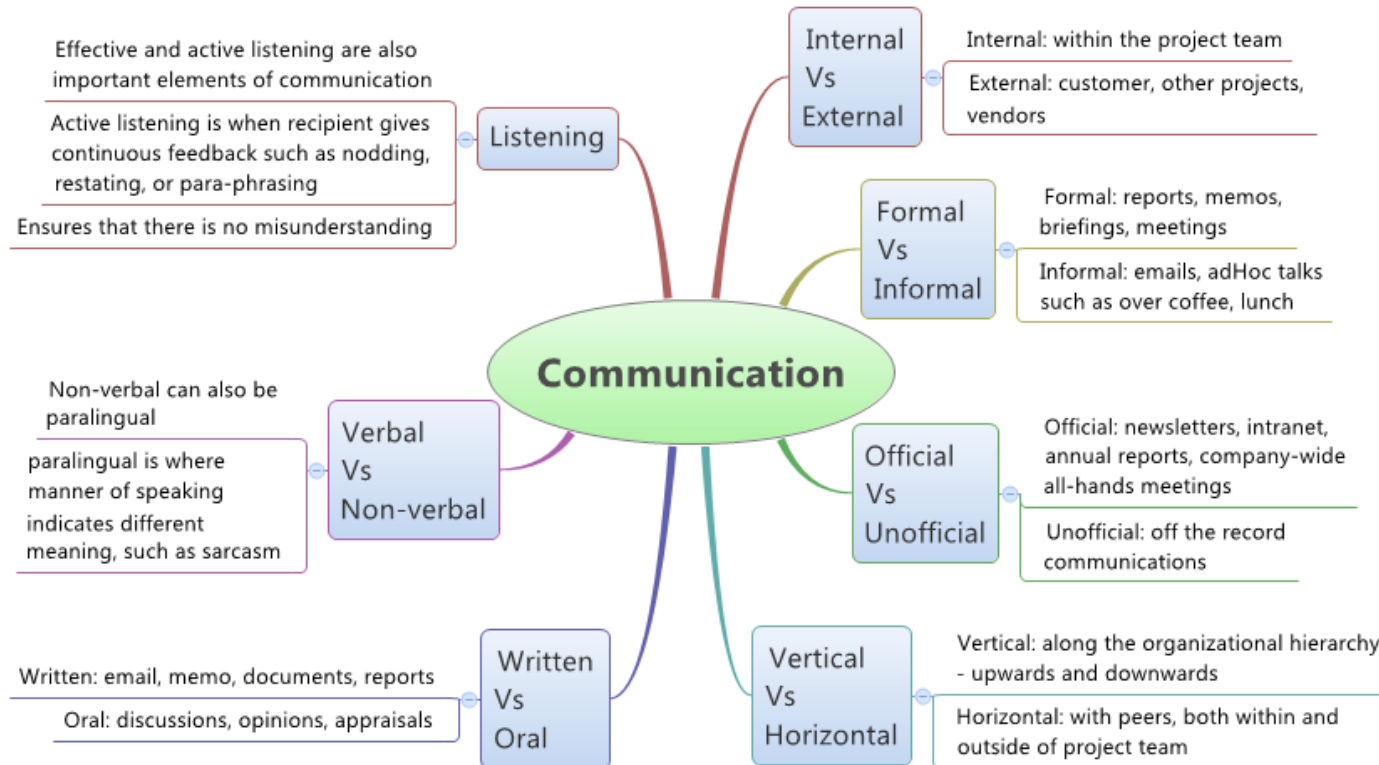 Communication
Internal
Vs
External
Internal: within the project team
External: customer, other projects,
vendors
Formal
Vs
Informal
Formal: reports, memos,
briefings, meetings
Informal: emails, adHoc talks
such as over coffee, lunch
Official
Vs
Unofficial
Official: newsletters, intranet,
annual reports, company-wide
all-hands meetings
Unofficial: off the record
communications
Vertical
Vs
Horizontal
Vertical: along the organizational hierarchy
- upwards and downwards
Horizontal: with peers, both within and
outside of project team
Listening
Effective and active listening are also
important elements of communication
Active listening is when recipient gives
continuous feedback such as nodding,
restating, or para-phrasing
Ensures that there is no misunderstanding
Verbal
Vs
Non-verbal
Non-verbal can also be
paralingual
paralingual is where
manner of speaking
indicates different
meaning, such as sarcasm
Written
Vs
Oral
Written: email, memo, documents, reports
Oral: discussions, opinions, appraisals